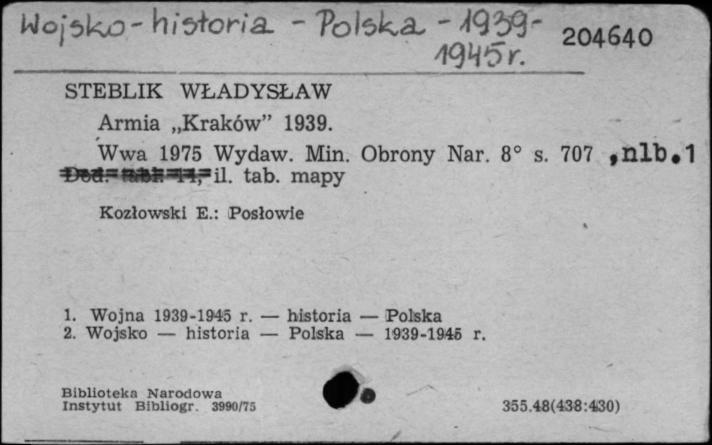 Wojsko - historia - Polska - 1939-
1945 r.
204640
STEBLIK WŁADYSŁAW
Armia „Kraków” 1939.
Wwa 1975 Wydaw. Min. Obrony Nar. 8° s. 707 , nlb. 1
il. tab. mapy
Kozłowski E.: Posłowie
1. Wojna 1939-1945 r. — historia — Polska
2. Wojsko — historia — Polska — 1939-1945 r.
Biblioteka Narodowa
Instytut Bibliogr. 3990/75
355.48(438:430)